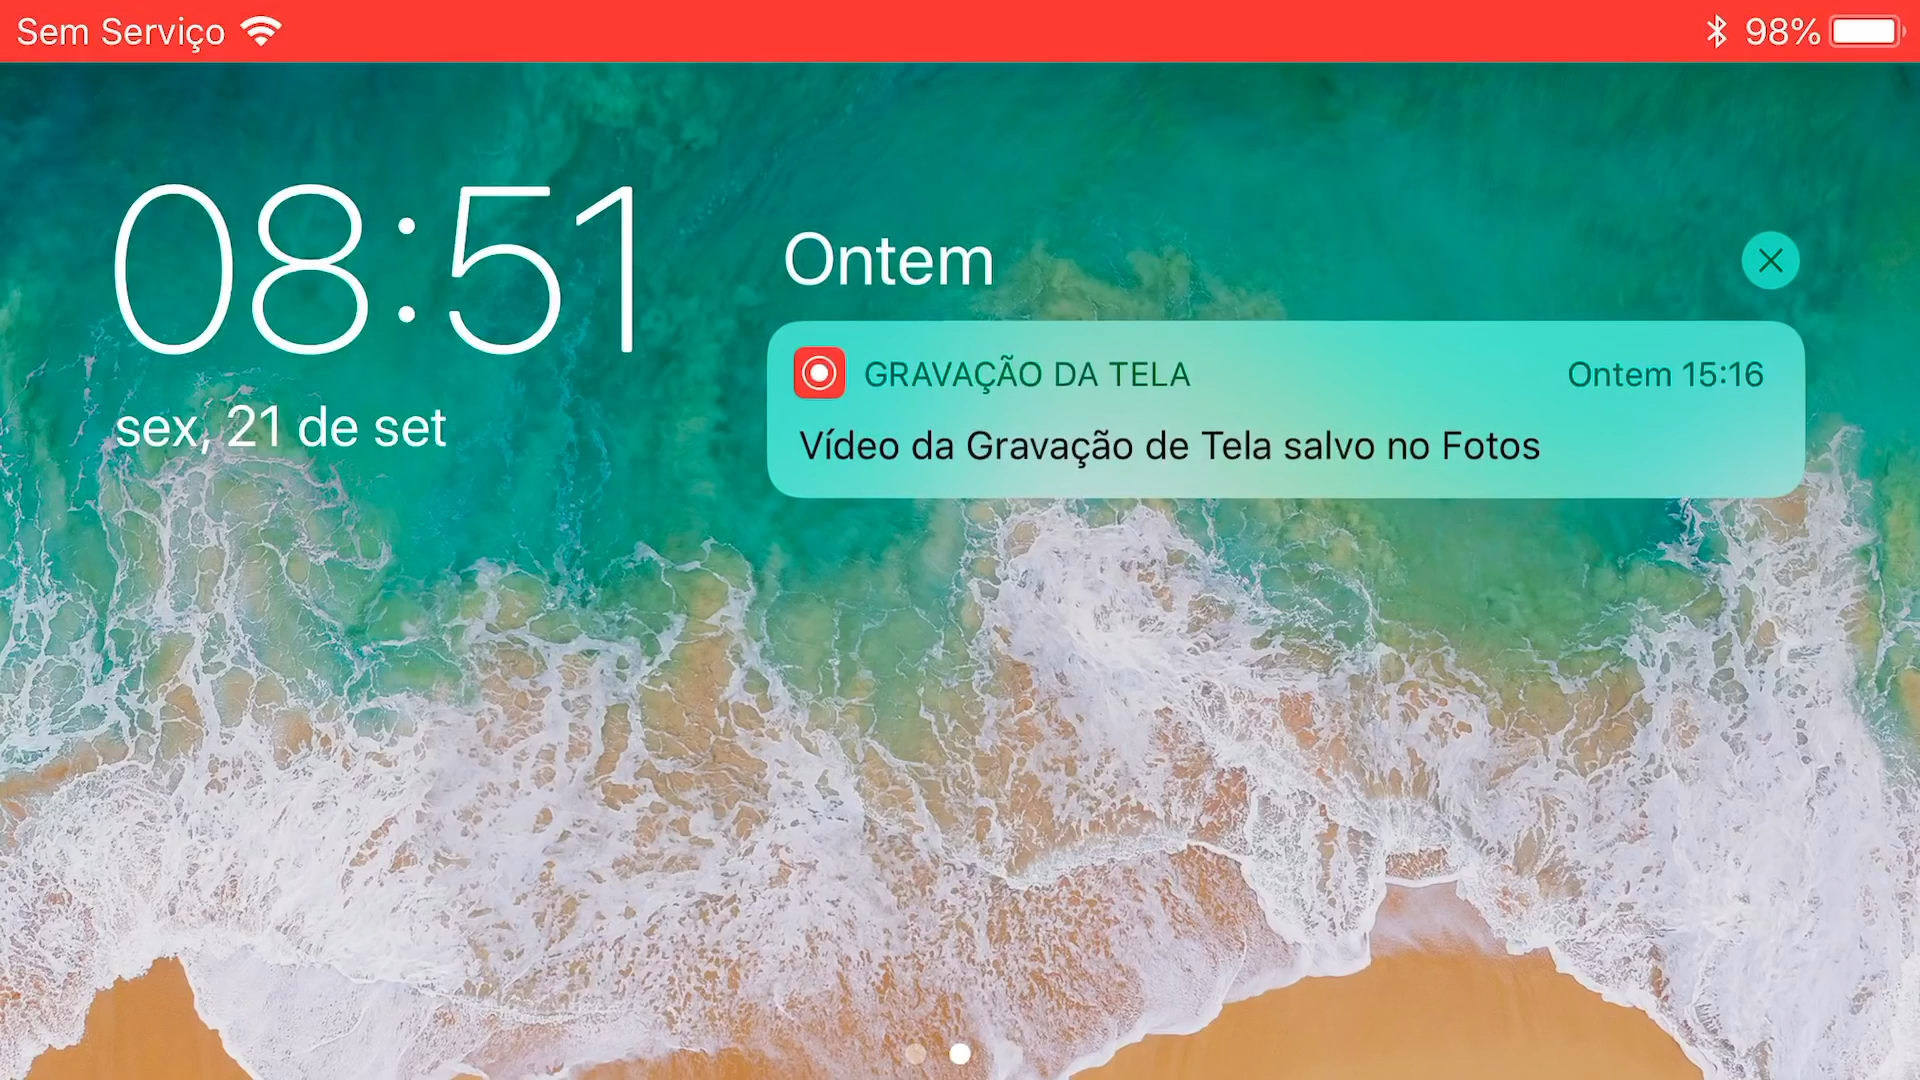 Sem Serviço
98%
08:51
sex, 21 de set
Ontem
GRAVAÇÃO DA TELA
Ontem 15:16
Vídeo da Gravação de Tela salvo no Fotos